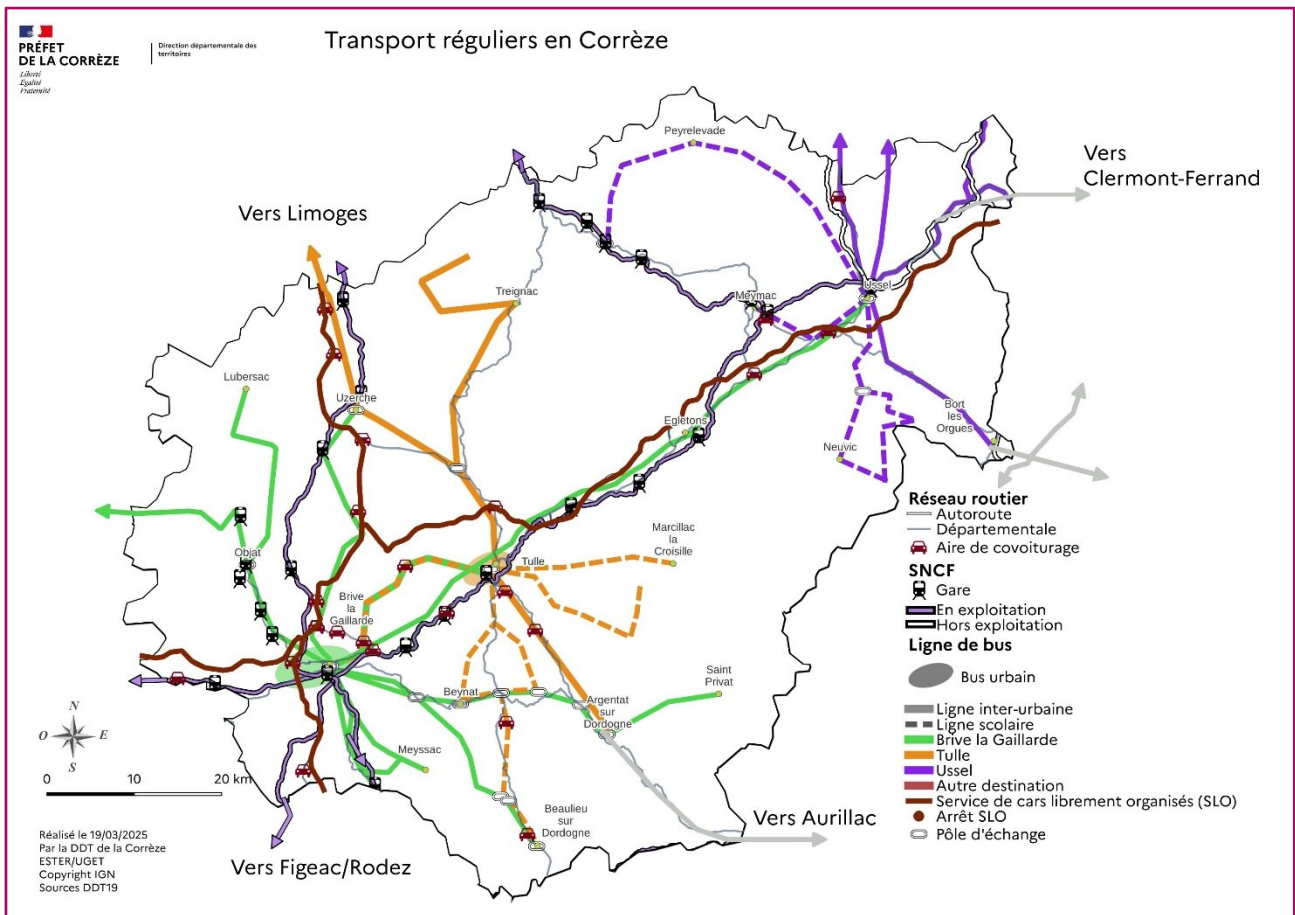 PRÉFET
DE LA CORRÈZE
Liberté
Égalité
Fraternité
Direction départementale des
territoires
Transport réguliers en Corrèze
Peyrelevade
Vers
Clermont-Ferrand
Vers Limoges
Treignac
Meymac
Ussel
Lubersac
Uzerche
Egletons
Bort
les
Orgues
Neuvic
Objat
Tulle
Marcillac
la
Croisille
Brive
la
Gaillarde
Beynat
Argentat
sur
Dordogne
Saint
Privat
Meyssac
Beaulieu
sur
Dordogne
Vers Aurillac
Vers Figeac/Rodez
N
O
E
S
0 10 20 km
Réalisé le 19/03/2025
Par la DDT de la Corrèze
ESTER/UGET
Copyright IGN
Sources DDT19
Réseau routier
Autoroute
Départementale
Aire de covoiturage
SNCF
Gare
En exploitation
Hors exploitation
Ligne de bus
Bus urbain
Ligne inter-urbaine
Ligne scolaire
Brive la Gaillarde
Tulle
Ussel
Autre destination
Service de cars librement organisés (SLO)
Arrêt SLO
Pôle d'échange